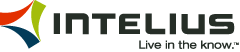 INTELIUS
Live in the know.™